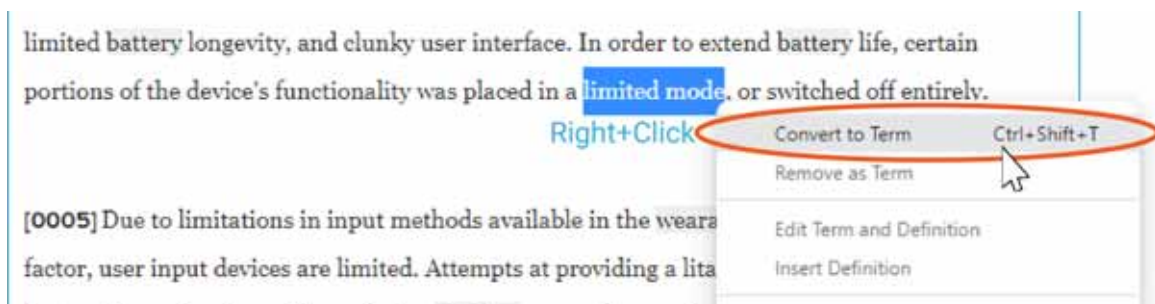 limited battery longevity, and clunky user interface. In order to extend battery life, certain
portions of the device's functionality was placed in a limited mode, or switched off entirely.
Right+Click
Convert to Term Ctrl+Shift+T
Remove as Term
[0005] Due to limitations in input methods available in the weara
Edit Term and Definition
factor, user input devices are limited. Attempts at providing a lita
Insert Definition